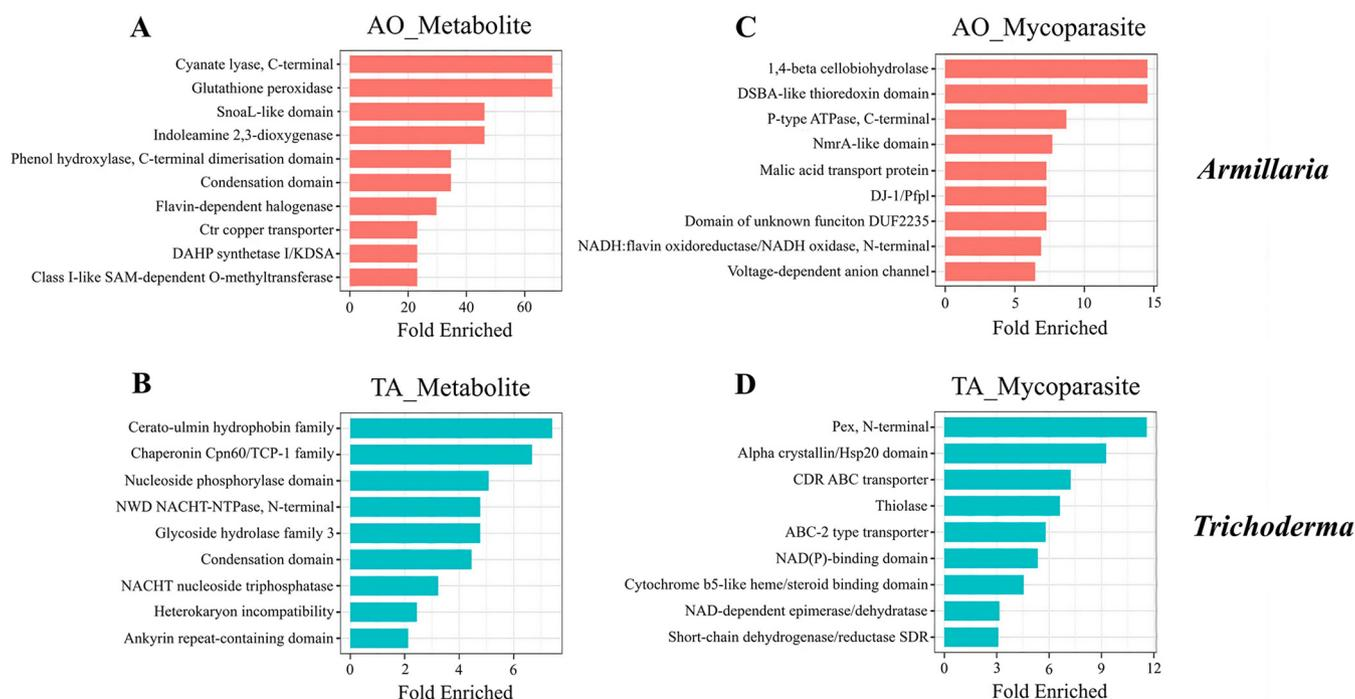 A
AO_Metabolite
Cyanate lyase, C-terminal
Glutathione peroxidase
SnoaL-like domain
Indoleamine 2,3-dioxygenase
Phenol hydroxylase, C-terminal dimerisation domain
Condensation domain
Flavin-dependent halogenase
Ctr copper transporter
DAHP synthetase I/KDSA
Class I-like SAM-dependent O-methyltransferase
0 20 40 60
Fold Enriched
C
AO_Mycoparasite
1,4-beta cellobiohydrolase
DSBA-like thioredoxin domain
P-type ATPase, C-terminal
NmrA-like domain
Malic acid transport protein
DJ-1/Pfpl
Domain of unknown funciton DUF2235
NADH:flavin oxidoreductase/NADH oxidase, N-terminal
Voltage-dependent anion channel
0 5 10 15
Fold Enriched
Armillaria
B
TA_Metabolite
Cerato-ulmin hydrophobin family
Chaperonin Cpn60/TCP-1 family
Nucleoside phosphorylase domain
NWD NACHT-NTPase, N-terminal
Glycoside hydrolase family 3
Condensation domain
NACHT nucleoside triphosphatase
Heterokaryon incompatibility
Ankyrin repeat-containing domain
0 2 4 6
Fold Enriched
D
TA_Mycoparasite
Pex, N-terminal
Alpha crystallin/Hsp20 domain
CDR ABC transporter
Thiolase
ABC-2 type transporter
NAD(P)-binding domain
Cytochrome b5-like heme/steroid binding domain
NAD-dependent epimerase/dehydratase
Short-chain dehydrogenase/reductase SDR
0 3 6 9 12
Fold Enriched
Trichoderma